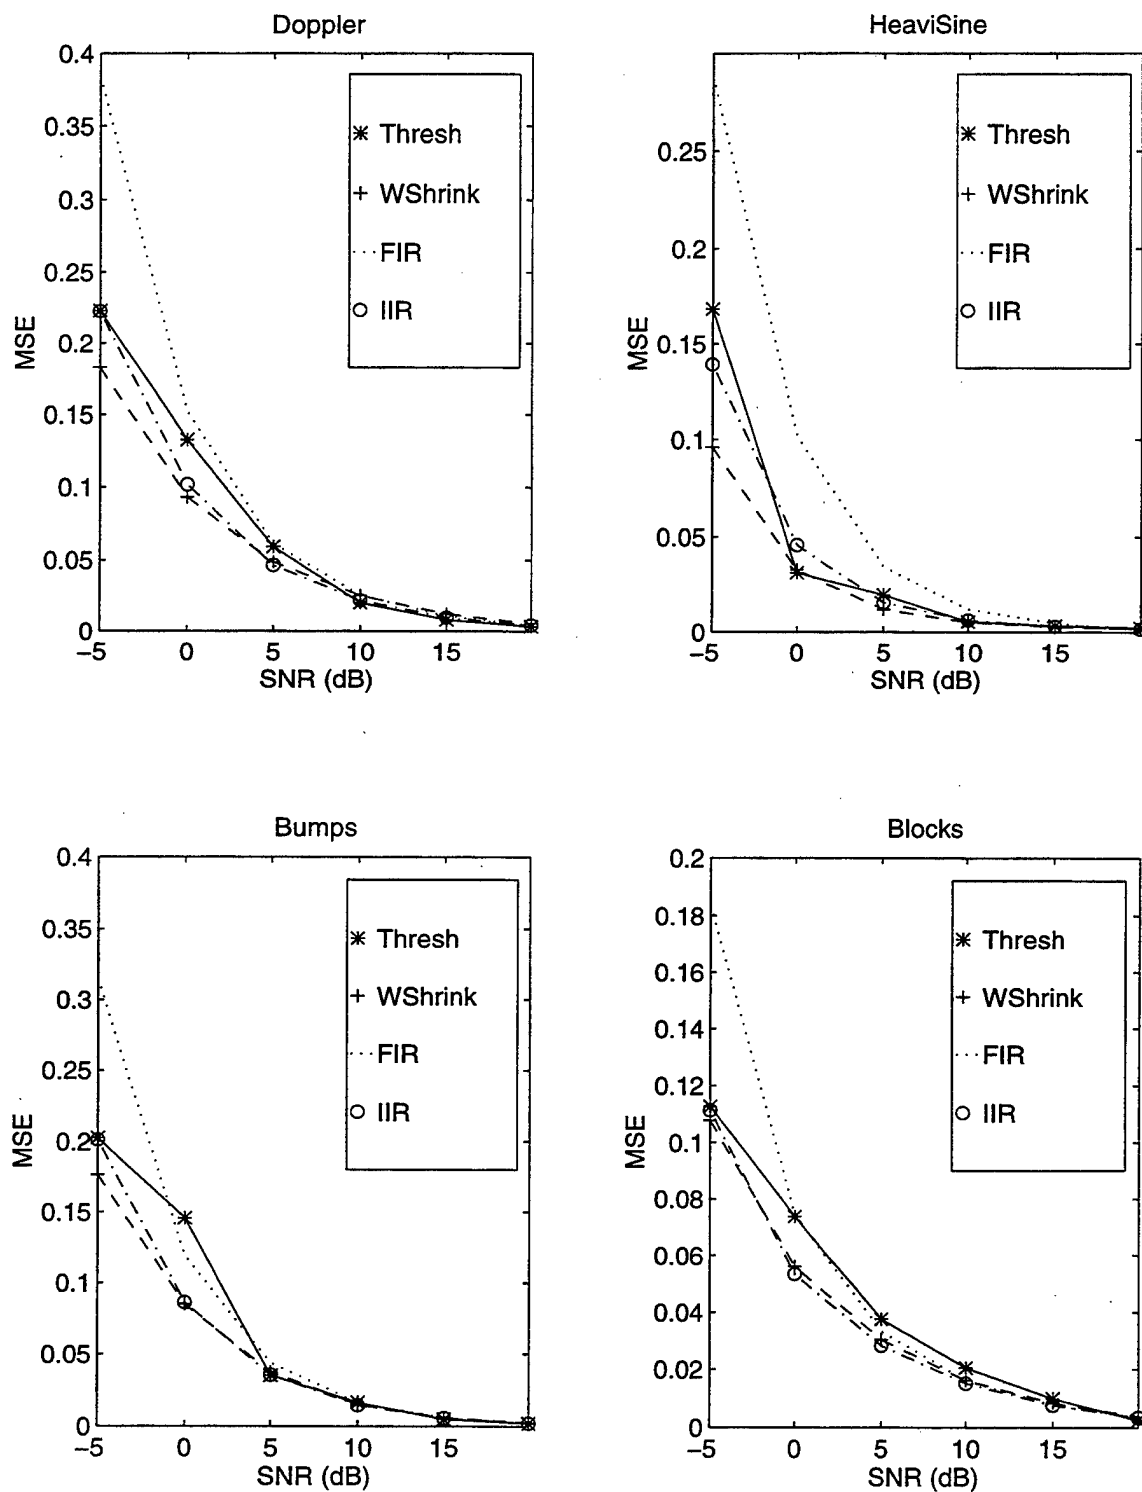 Doppler
0.4
0.35
0.3
0.25
0.2
0.15
0.1
0.05
0
MSE
−5 0 5 10 15
SNR (dB)
Thresh
WShrink
FIR
IIR
HeaviSine
0.25
0.2
0.15
0.1
0.05
0
MSE
−5 0 5 10 15
SNR (dB)
Thresh
WShrink
FIR
IIR
Bumps
0.4
0.35
0.3
0.25
0.2
0.15
0.1
0.05
0
MSE
−5 0 5 10 15
SNR (dB)
Thresh
WShrink
FIR
IIR
Blocks
0.2
0.18
0.16
0.14
0.12
0.1
0.08
0.06
0.04
0.02
0
MSE
−5 0 5 10 15
SNR (dB)
Thresh
WShrink
FIR
IIR